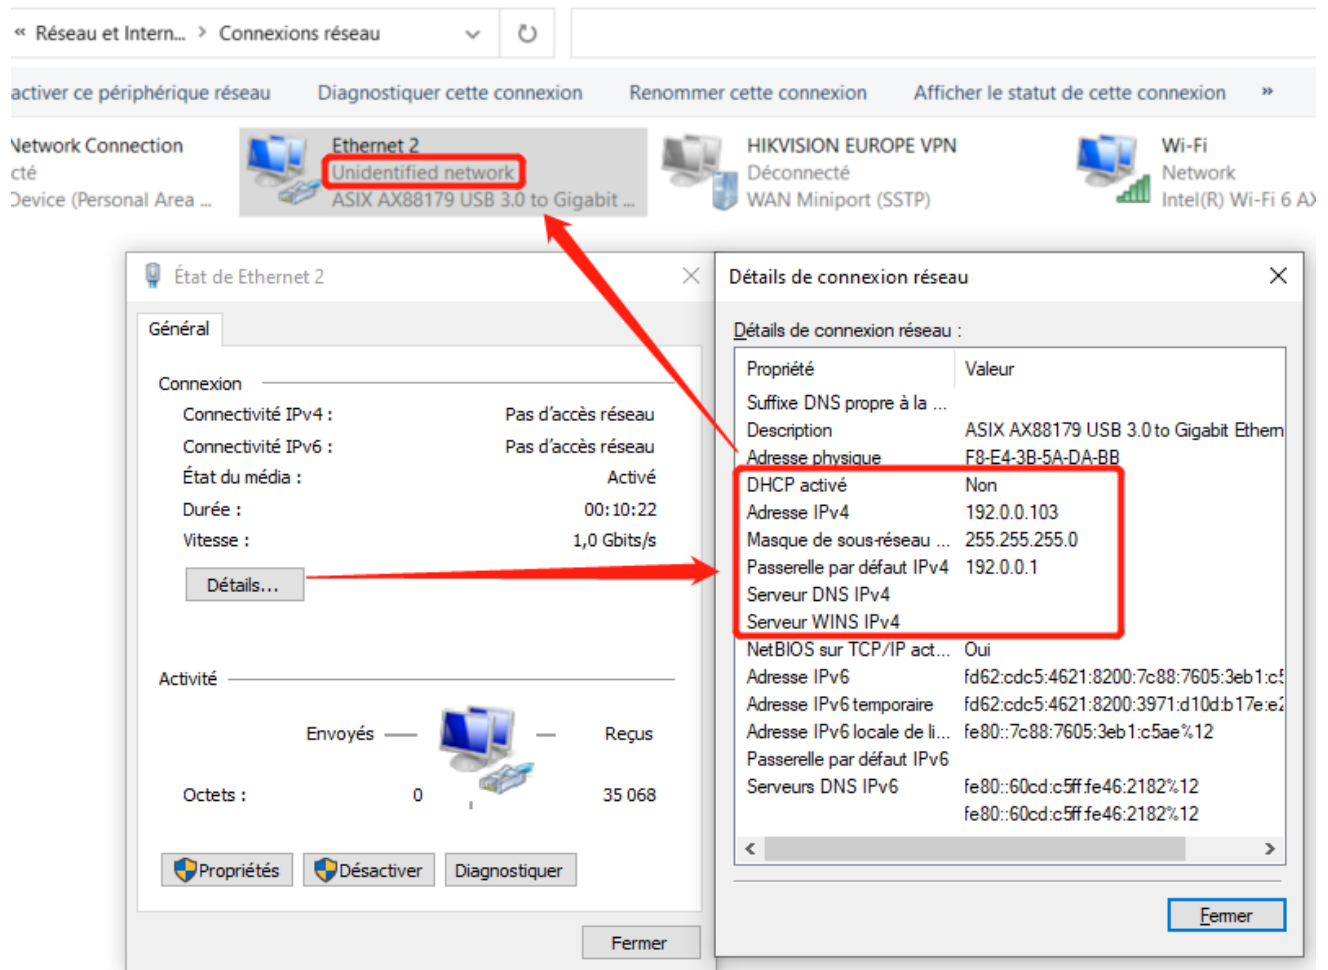 « Réseau et Intern... > Connexions réseau
activer ce périphérique réseau Diagnostiquer cette connexion Renommer cette connexion Afficher le statut de cette connexion »
Network Connection
cté
Device (Personal Area ...
Ethernet 2
Unidentified network
ASIX AX88179 USB 3.0 to Gigabit ...
HIKVISION EUROPE VPN
Déconnecté
WAN Miniport (SSTP)
Wi-Fi
Network
Intel(R) Wi-Fi 6 AX
État de Ethernet 2
Général
Connexion
Connectivité IPv4 : Pas d'accès réseau
Connectivité IPv6 : Pas d'accès réseau
État du média : Activé
Durée : 00:10:22
Vitesse : 1,0 Gbits/s
Détails...
Activité
Envoyés Reçus
Octets : 0 35 068
Propriétés Désactiver Diagnostiquer
Fermer
Détails de connexion réseau
Détails de connexion réseau :
Propriété Valeur
Suffixe DNS propre à la ...
Description ASIX AX88179 USB 3.0 to Gigabit Ethern
Adresse physique F8-E4-3B-5A-DA-BB
DHCP activé Non
Adresse IPv4 192.0.0.103
Masque de sous-réseau ... 255.255.255.0
Passerelle par défaut IPv4 192.0.0.1
Serveur DNS IPv4
Serveur WINS IPv4
NetBIOS sur TCP/IP act... Oui
Adresse IPv6 fd62:cdc5:4621:8200:7c88:7605:3eb1:c5
Adresse IPv6 temporaire fd62:cdc5:4621:8200:3971:d10d:b17e:e2
Adresse IPv6 locale de li... fe80::7c88:7605:3eb1:c5ae%12
Passerelle par défaut IPv6
Serveurs DNS IPv6 fe80::60cd:c5ff:fe46:2182%12
fe80::60cd:c5ff:fe46:2182%12
Fermer